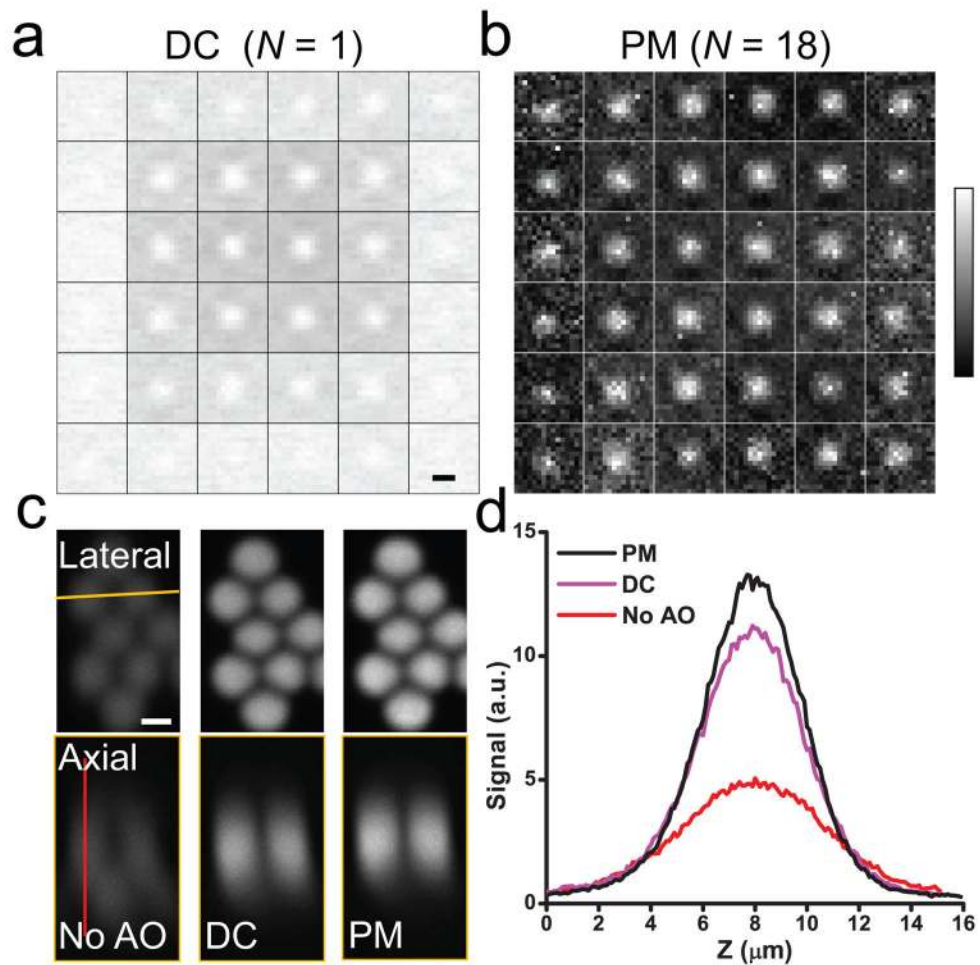 a
DC (N = 1)
b
PM (N = 18)
c
Lateral
Axial
No AO
DC
PM
d
15
10
5
0
Signal (a.u.)
PM
DC
No AO
0 2 4 6 8 10 12 14 16
Z (μm)